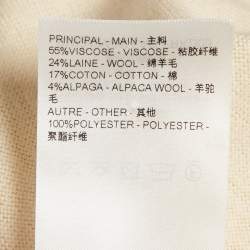 PRINCIPAL - MAIN - 主料
55%VISCOSE - VISCOSE - 粘胶纤维
24%LAINE - WOOL - 绵羊毛
17%COTON - COTTON - 棉
4%ALPAGA - ALPACA WOOL - 羊驼
毛
AUTRE - OTHER - 其他
100%POLYESTER - POLYESTER -
聚酯纤维